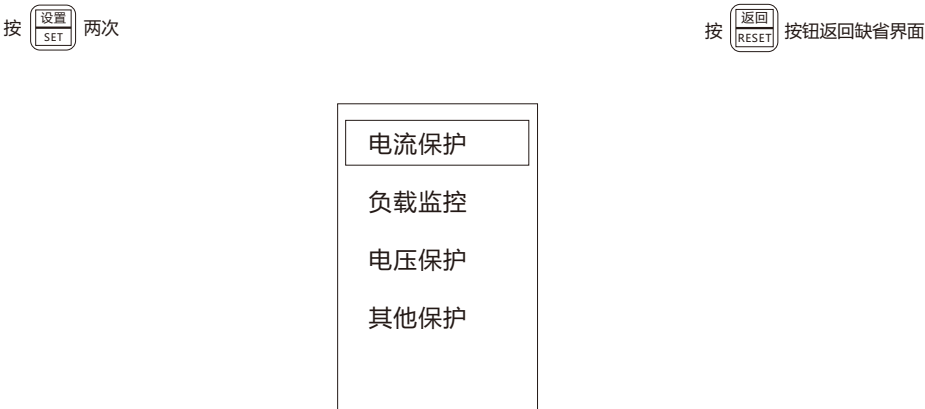 按 设置 SET 两次
按 返回 RESET 按钮返回缺省界面
电流保护
负载监控
电压保护
其他保护